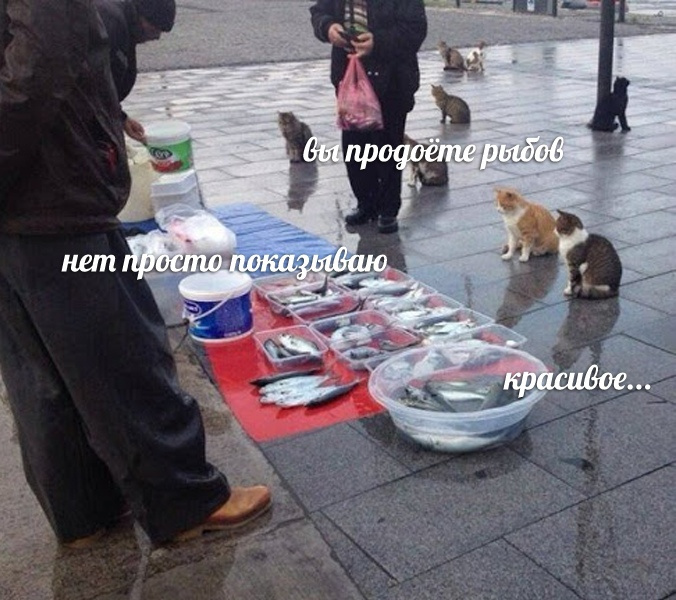 вы продоёте рыбов
нет просто показываю
красивое...